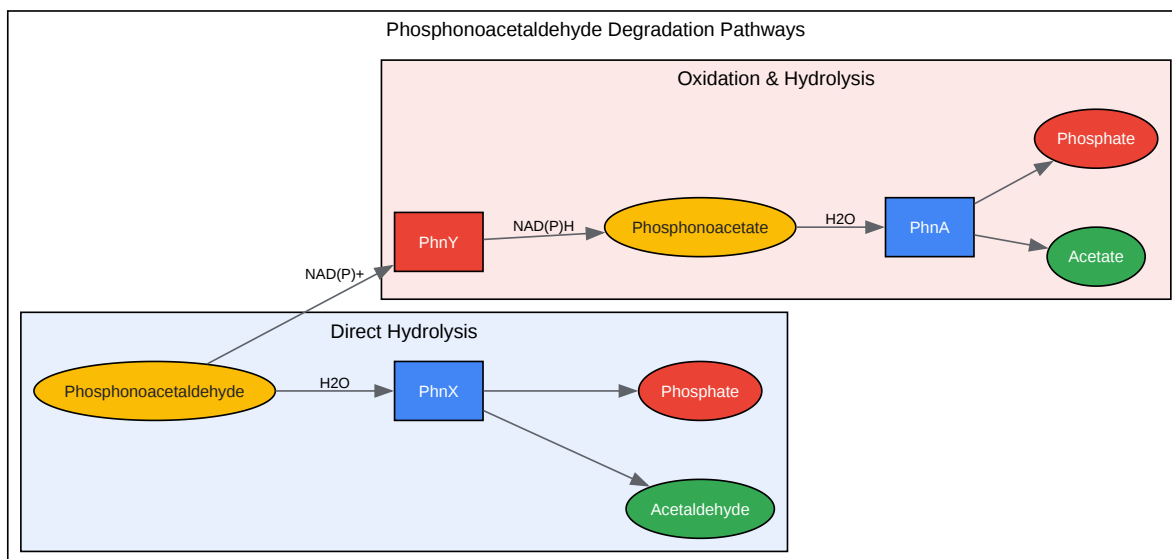 Phosphonoacetaldehyde Degradation Pathways
Oxidation & Hydrolysis
Phosphate
PhnY
NAD(P)H
Phosphonoacetate
H2O
PhnA
Acetate
NAD(P)+
Direct Hydrolysis
Phosphonoacetaldehyde
H2O
PhnX
Phosphate
Acetaldehyde